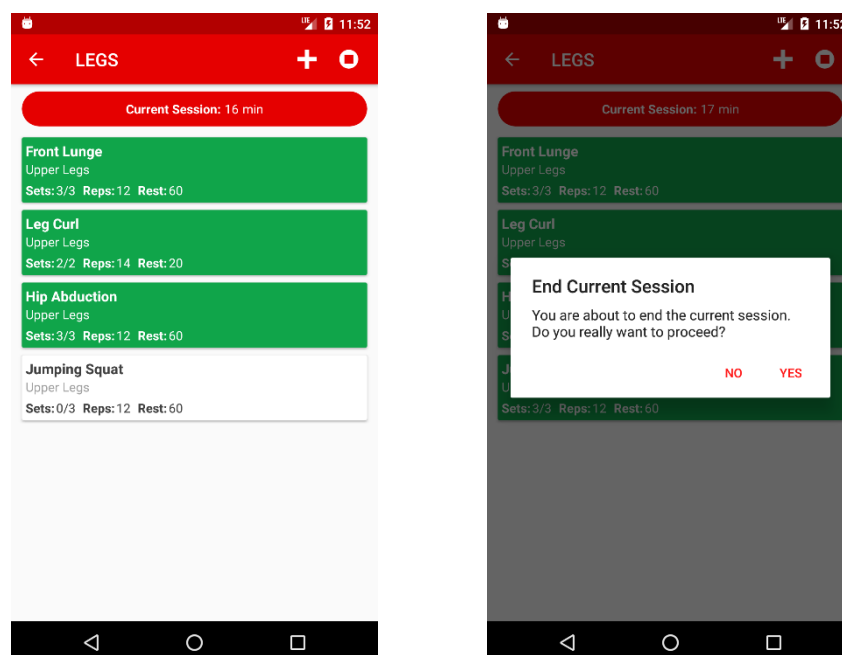 LTE 11:52
LEGS
Current Session: 16 min
Front Lunge
Upper Legs
Sets: 3/3 Reps: 12 Rest: 60
Leg Curl
Upper Legs
Sets: 2/2 Reps: 14 Rest: 20
Hip Abduction
Upper Legs
Sets: 3/3 Reps: 12 Rest: 60
Jumping Squat
Upper Legs
Sets: 0/3 Reps: 12 Rest: 60
LTE 11:52
LEGS
Current Session: 17 min
Front Lunge
Upper Legs
Sets: 3/3 Reps: 12 Rest: 60
Leg Curl
Upper Legs
S
End Current Session
You are about to end the current session.
Do you really want to proceed?
NO YES
H
U
S
J
U
Sets: 3/3 Reps: 12 Rest: 60